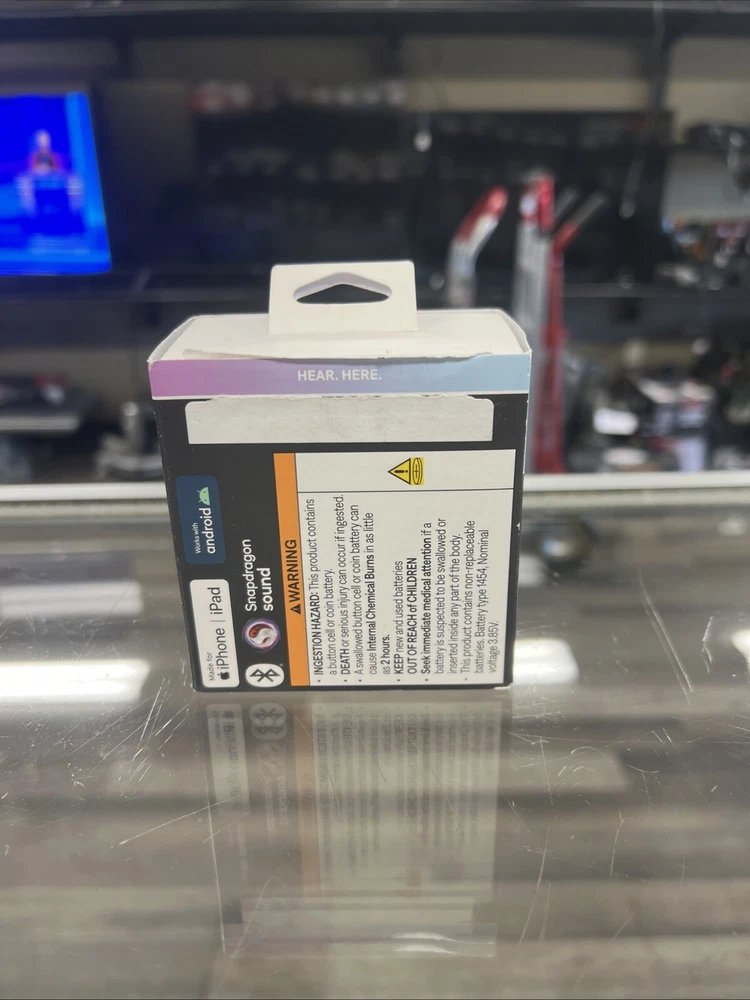 HEAR. HERE.
Works with
android
Made for
iPhone | iPad
Snapdragon
sound
WARNING
• INGESTION HAZARD: This product contains
a button cell or coin battery.
• DEATH or serious injury can occur if ingested.
• A swallowed button cell or coin battery can
cause Internal Chemical Burns in as little
as 2 hours.
• KEEP new and used batteries
OUT OF REACH of CHILDREN
• Seek immediate medical attention if a
battery is suspected to be swallowed or
inserted inside any part of the body.
• This product contains non-replaceable
batteries. Battery type 1454, Nominal
voltage 3.85V.